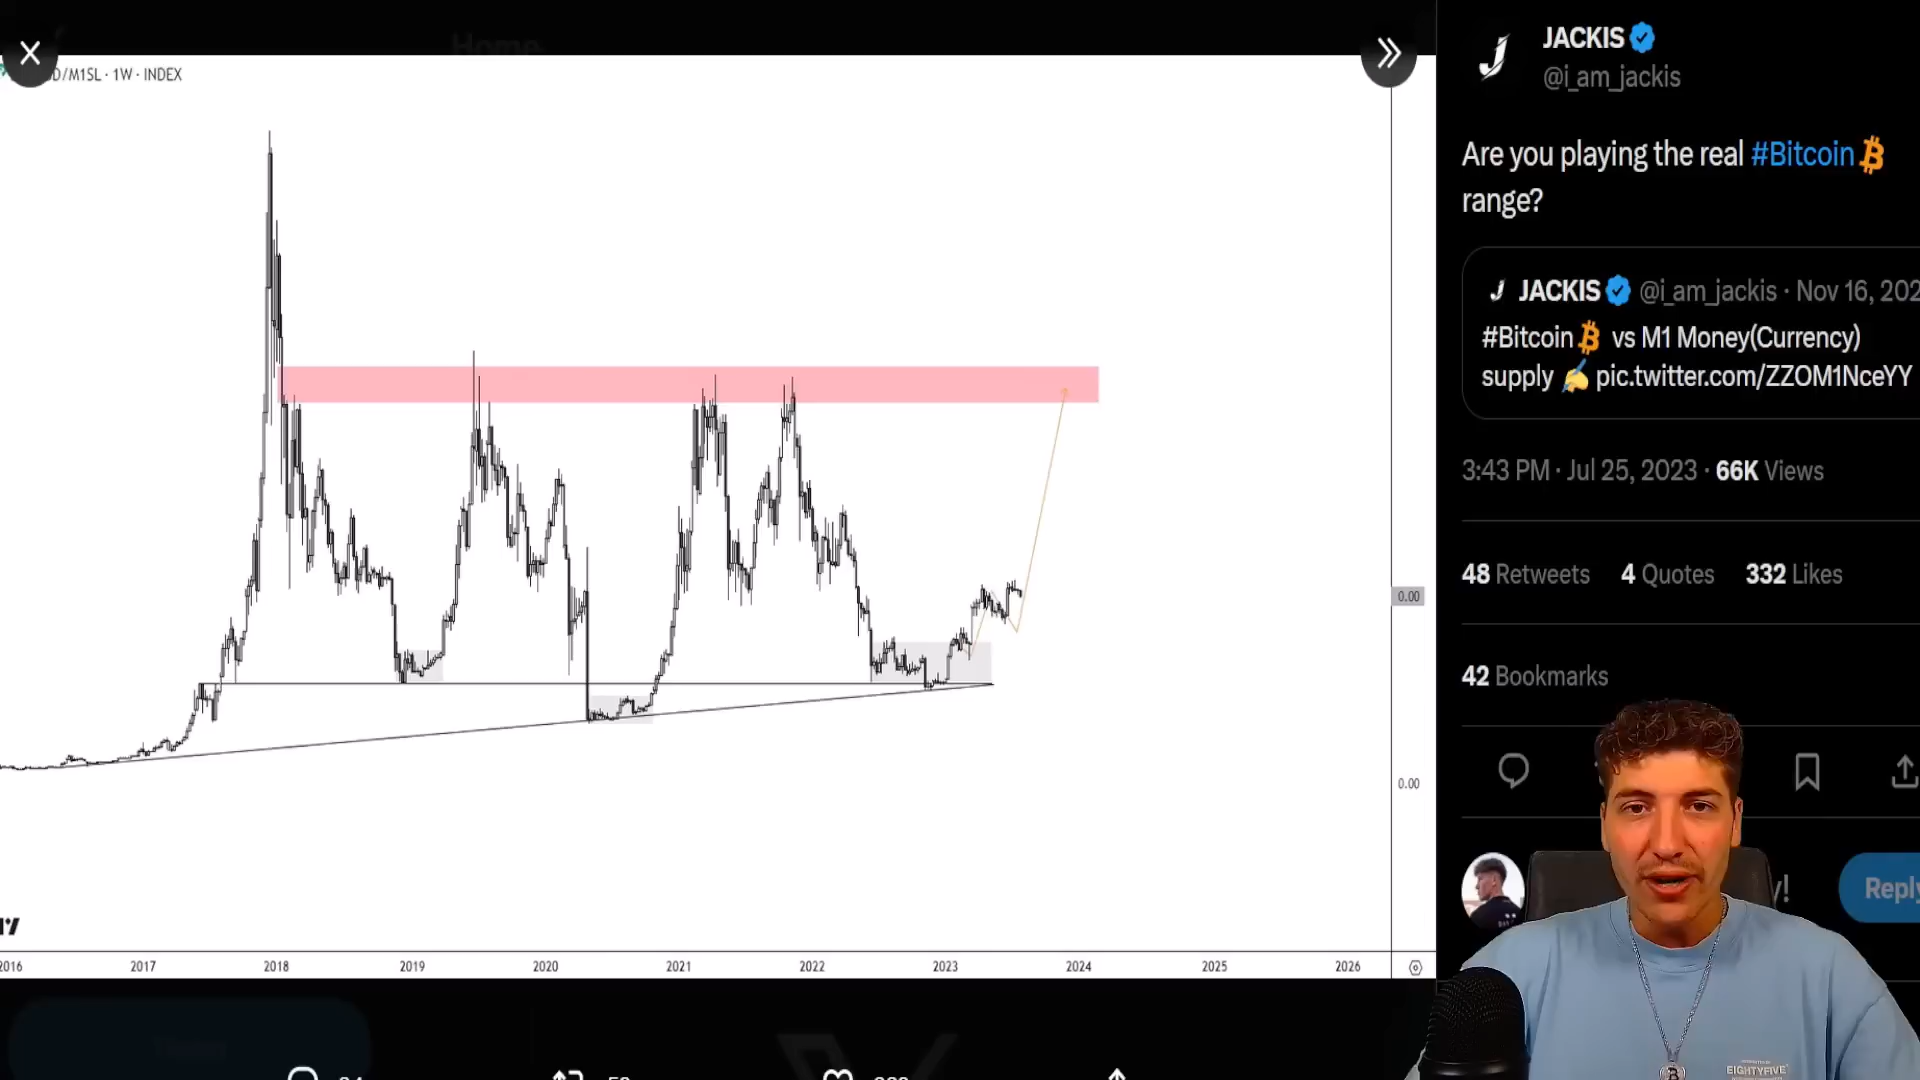 Home
D/M1SL · 1W · INDEX
0.00
0.00
2016
2017
2018
2019
2020
2021
2022
2023
2024
2025
2026
JACKIS
@i_am_jackis
Are you playing the real #Bitcoin
range?
JACKIS @i_am_jackis · Nov 16, 202
#Bitcoin vs M1 Money(Currency)
supply pic.twitter.com/ZZOM1NceYY
3:43 PM · Jul 25, 2023 · 66K Views
48 Retweets 4 Quotes 332 Likes
42 Bookmarks
y!
Reply
EIGHTYFIVE